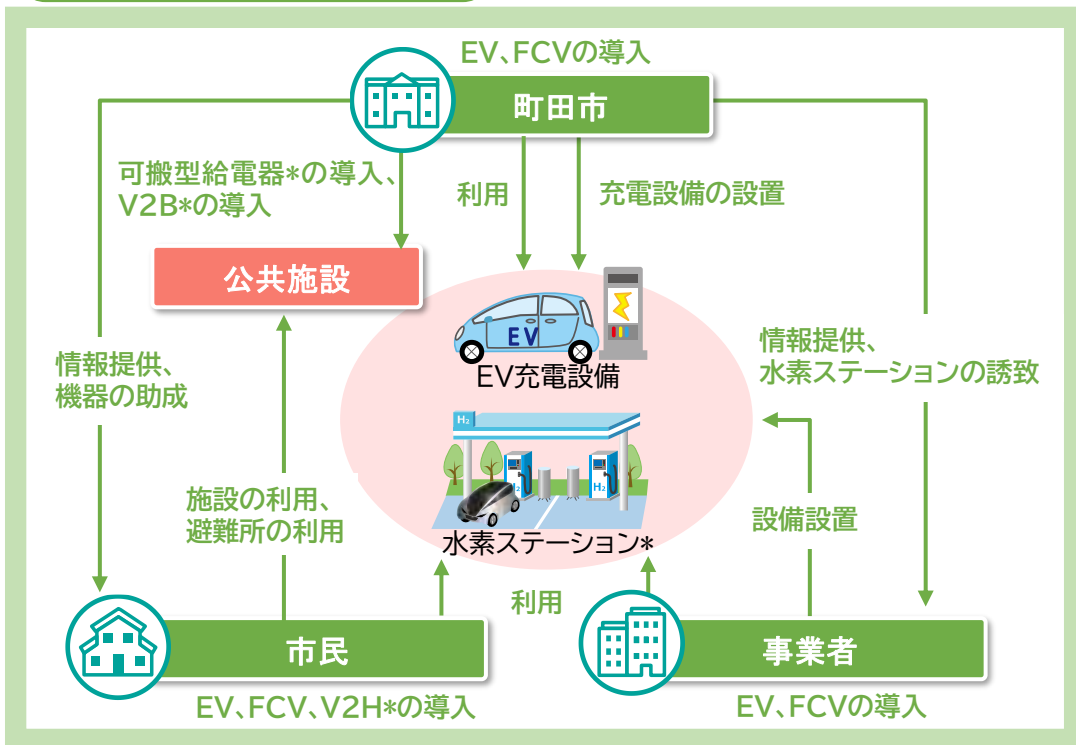 EV、FCVの導入
町田市
可搬型給電器*の導入、
V2B*の導入
利用
充電設備の設置
公共施設
EV
EV充電設備
情報提供、
機器の助成
情報提供、
水素ステーションの誘致
H2
H2
H2
水素ステーション*
施設の利用、
避難所の利用
設備設置
利用
市民
事業者
EV、FCV、V2H*の導入
EV、FCVの導入